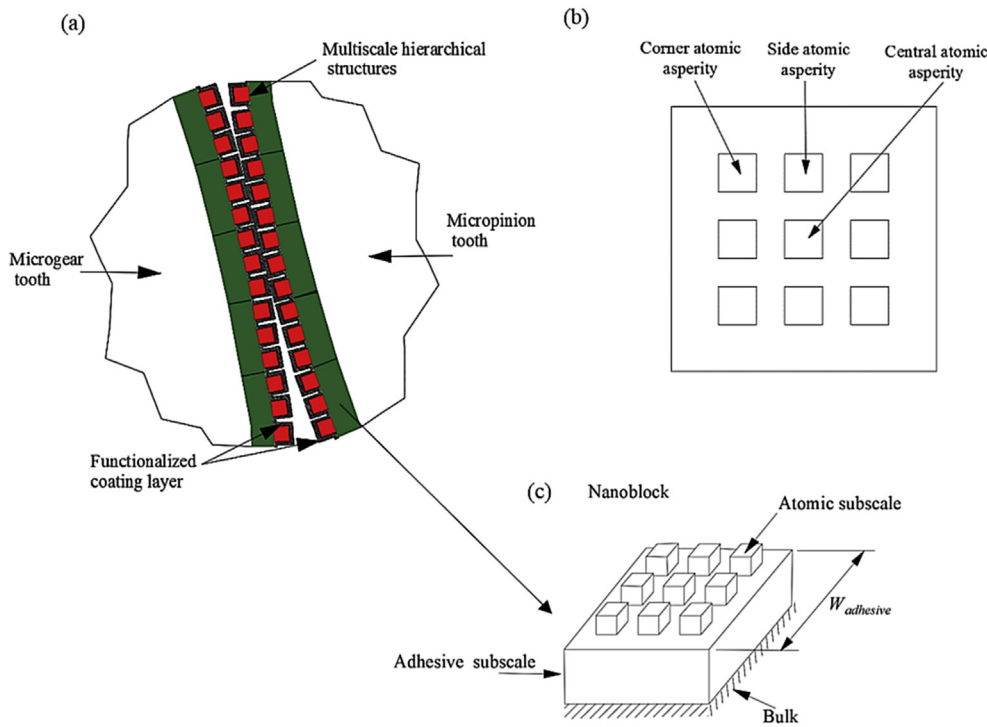 (a)
Multiscale hierarchical
structures
Microgear
tooth
Micropinion
tooth
Functionalized
coating layer
(b)
Corner atomic
asperity
Side atomic
asperity
Central atomic
asperity
(c)
Nanoblock
Atomic subscale
Wadhesive
Adhesive subscale
Bulk